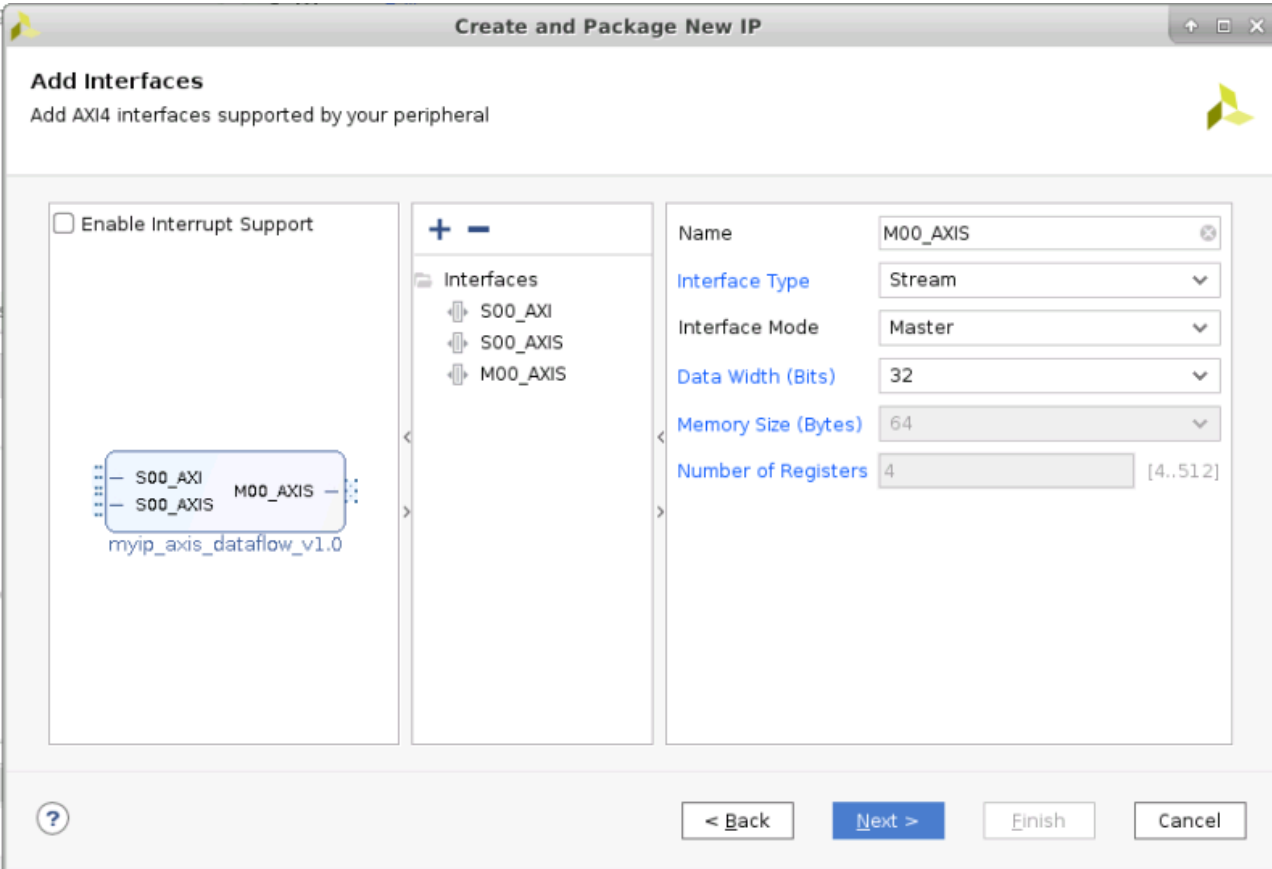 Create and Package New IP
Add Interfaces
Add AXI4 interfaces supported by your peripheral
Enable Interrupt Support
S00_AXI
S00_AXIS
M00_AXIS
myip_axis_dataflow_v1.0
Interfaces
S00_AXI
S00_AXIS
M00_AXIS
Name M00_AXIS
Interface Type Stream
Interface Mode Master
Data Width (Bits) 32
Memory Size (Bytes) 64
Number of Registers 4 [4..512]
? < Back Next > Finish Cancel